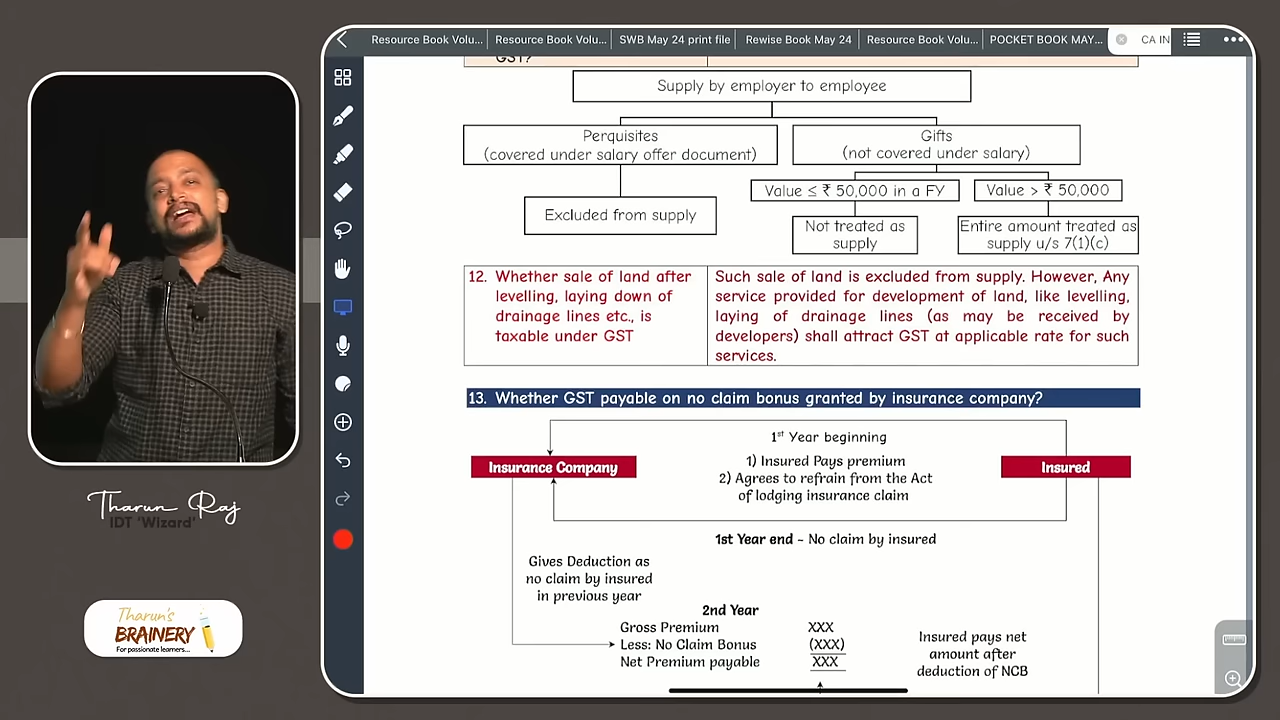 Resource Book Volu...
Resource Book Volu...
SWB May 24 print file
Rewise Book May 24
Resource Book Volu...
POCKET BOOK MAY...
CA IN
GST?
Supply by employer to employee
Perquisites
(covered under salary offer document)
Gifts
(not covered under salary)
Value ≤ ₹ 50,000 in a FY
Value > ₹ 50,000
Excluded from supply
Not treated as
supply
Entire amount treated as
supply u/s 7(1)(c)
12. Whether sale of land after
levelling, laying down of
drainage lines etc., is
taxable under GST
Such sale of land is excluded from supply. However, Any
service provided for development of land, like levelling,
laying of drainage lines (as may be received by
developers) shall attract GST at applicable rate for such
services.
13. Whether GST payable on no claim bonus granted by insurance company?
1st Year beginning
Insurance Company
1) Insured Pays premium
2) Agrees to refrain from the Act
of lodging insurance claim
Insured
1st Year end - No claim by insured
Gives Deduction as
no claim by insured
in previous year
2nd Year
Gross Premium XXX
Less: No Claim Bonus (XXX)
Net Premium payable XXX
Insured pays net
amount after
deduction of NCB
Tharun Raj
IDT 'Wizard'
Tharun's
BRAINERY
For passionate learners...